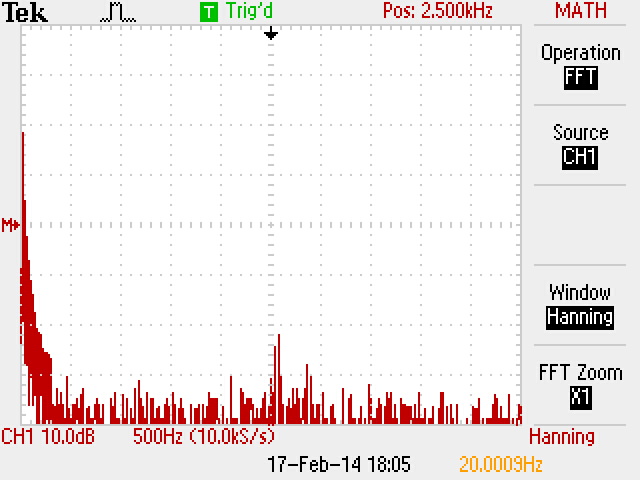 Tek T Trig'd Pos: 2.500kHz MATH
Operation
FFT
Source
CH1
M
Window
Hanning
FFT Zoom
X1
CH1 10.0dB 500Hz (10.0kS/s) Hanning
17-Feb-14 18:05 20.0009Hz